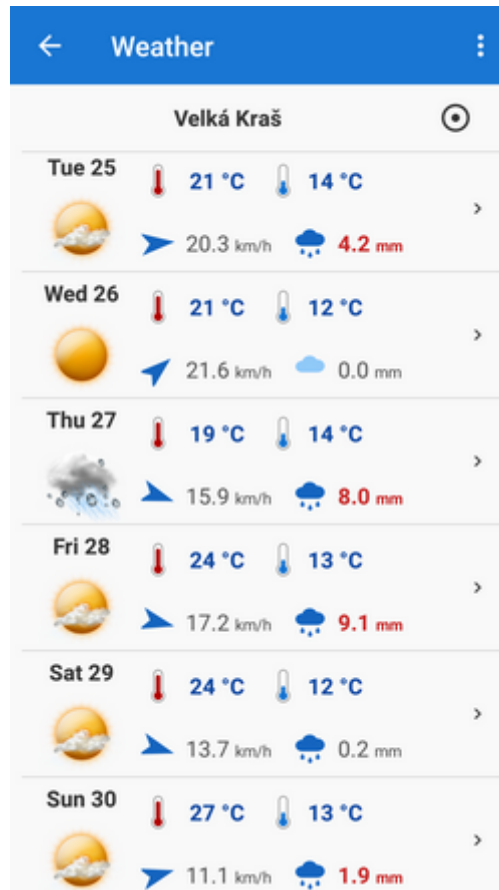 Weather
Velká Kraš
Tue 25
21 °C 14 °C
20.3 km/h 4.2 mm
Wed 26
21 °C 12 °C
21.6 km/h 0.0 mm
Thu 27
19 °C 14 °C
15.9 km/h 8.0 mm
Fri 28
24 °C 13 °C
17.2 km/h 9.1 mm
Sat 29
24 °C 12 °C
13.7 km/h 0.2 mm
Sun 30
27 °C 13 °C
11.1 km/h 1.9 mm